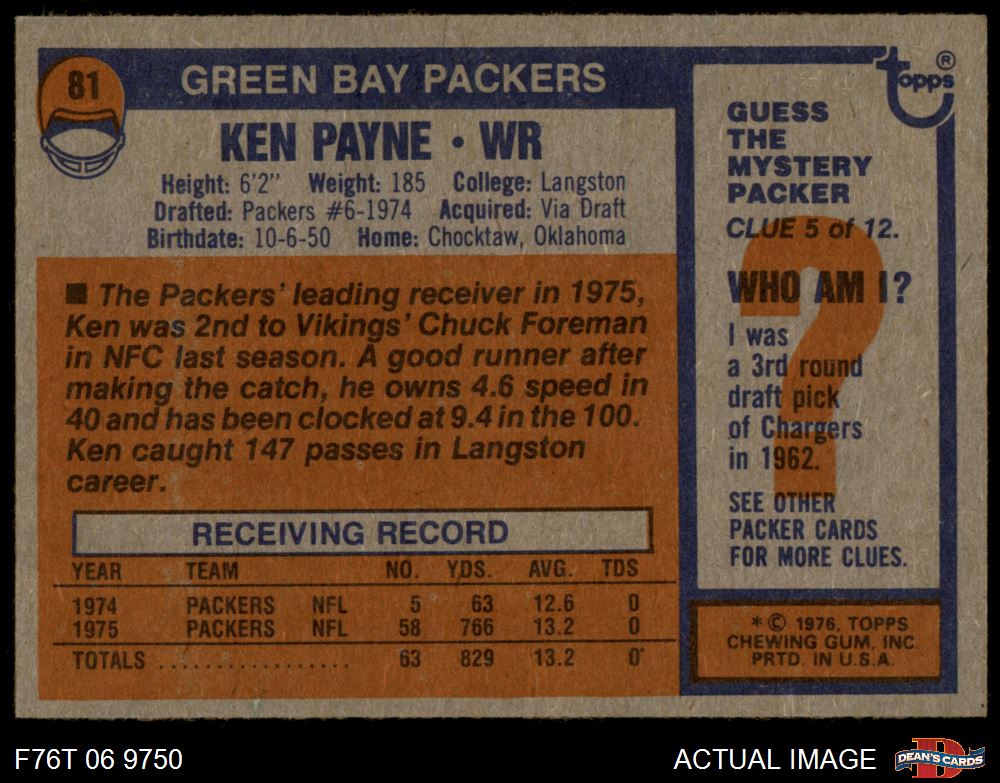 81
GREEN BAY PACKERS
KEN PAYNE • WR
Height: 6'2" Weight: 185 College: Langston
Drafted: Packers #6-1974 Acquired: Via Draft
Birthdate: 10-6-50 Home: Chocktaw, Oklahoma
■ The Packers' leading receiver in 1975,
Ken was 2nd to Vikings' Chuck Foreman
in NFC last season. A good runner after
making the catch, he owns 4.6 speed in
40 and has been clocked at 9.4 in the 100.
Ken caught 147 passes in Langston
career.
RECEIVING RECORD
YEAR TEAM NO. YDS. AVG. TDS
1974 PACKERS NFL 5 63 12.6 0
1975 PACKERS NFL 58 766 13.2 0
TOTALS .................. 63 829 13.2 0
topps ®
GUESS
THE
MYSTERY
PACKER
CLUE 5 of 12.
WHO AM I?
?
I was
a 3rd round
draft pick
of Chargers
in 1962.
SEE OTHER
PACKER CARDS
FOR MORE CLUES.
* © 1976, TOPPS
CHEWING GUM, INC.
PRTD. IN U.S.A.
F76T 06 9750
ACTUAL IMAGE
D
DEAN'S CARDS